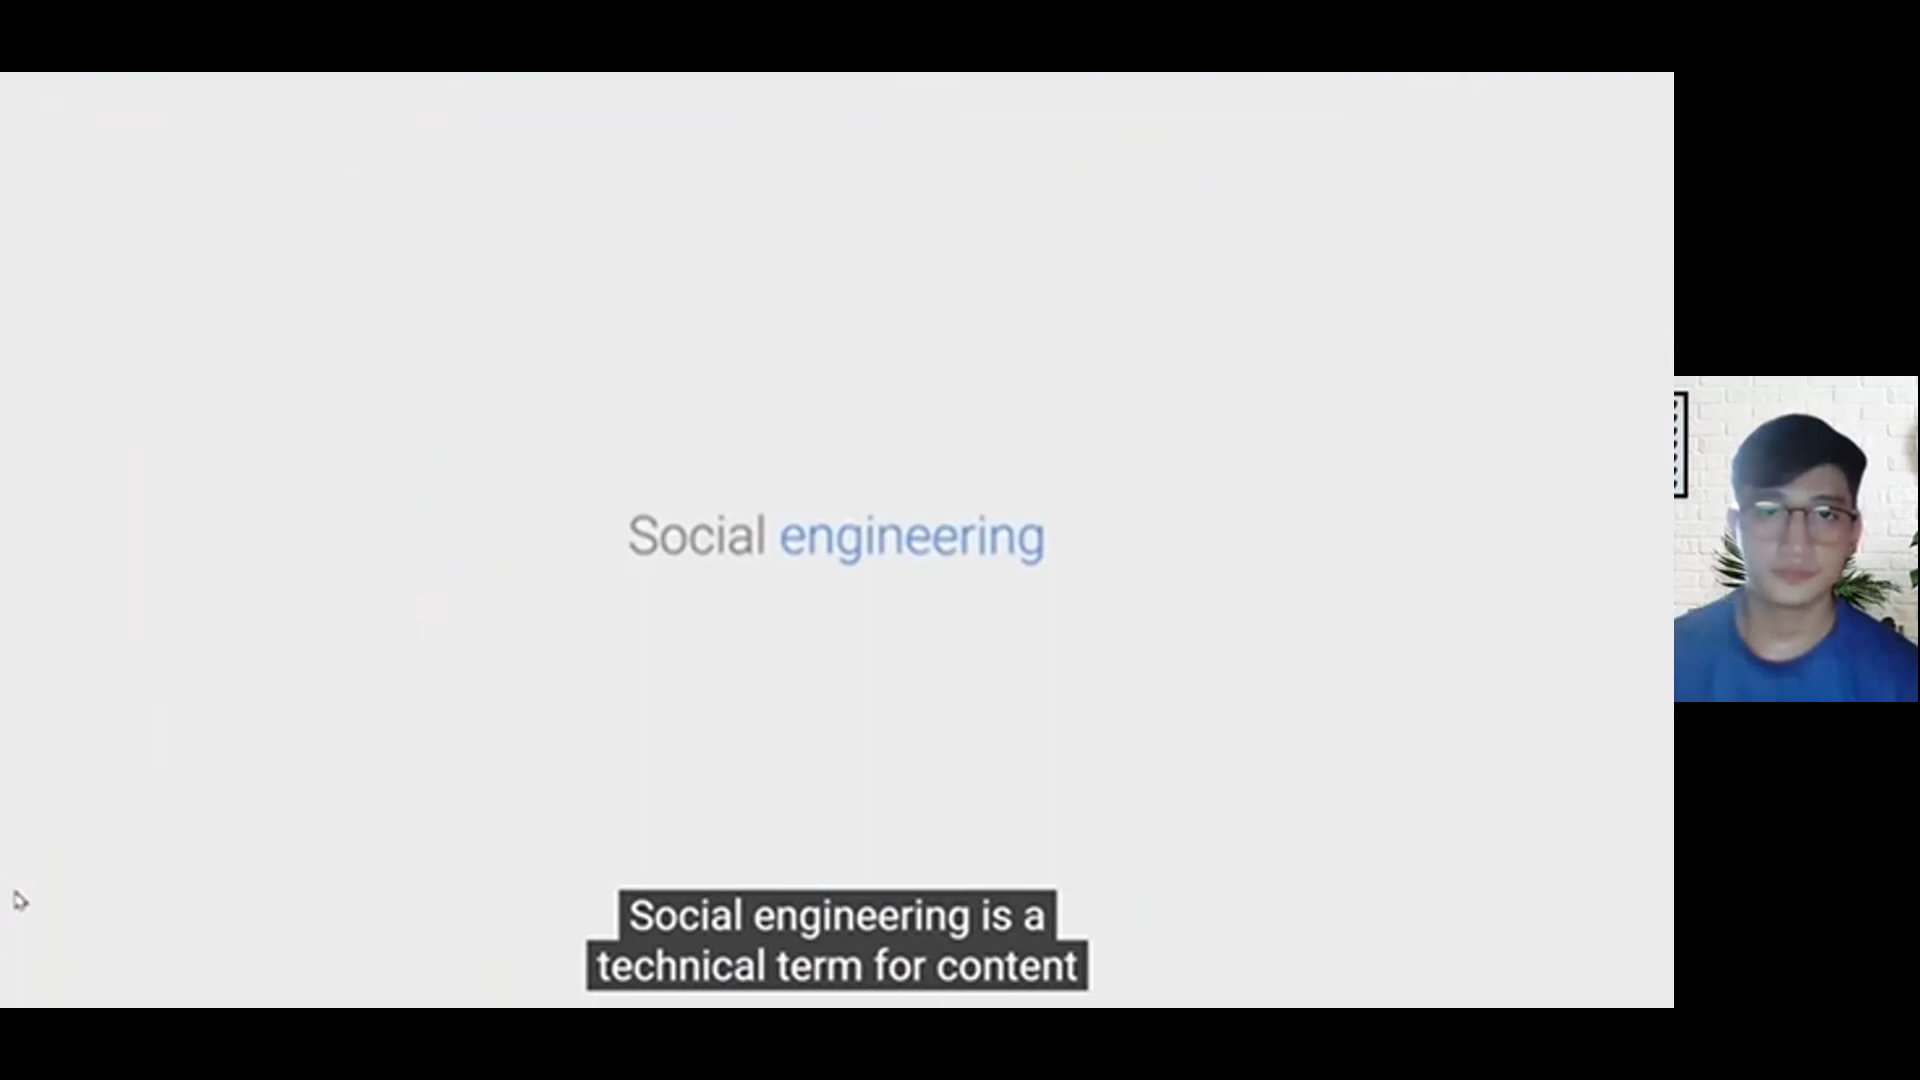 Social engineering
Social engineering is a
technical term for content